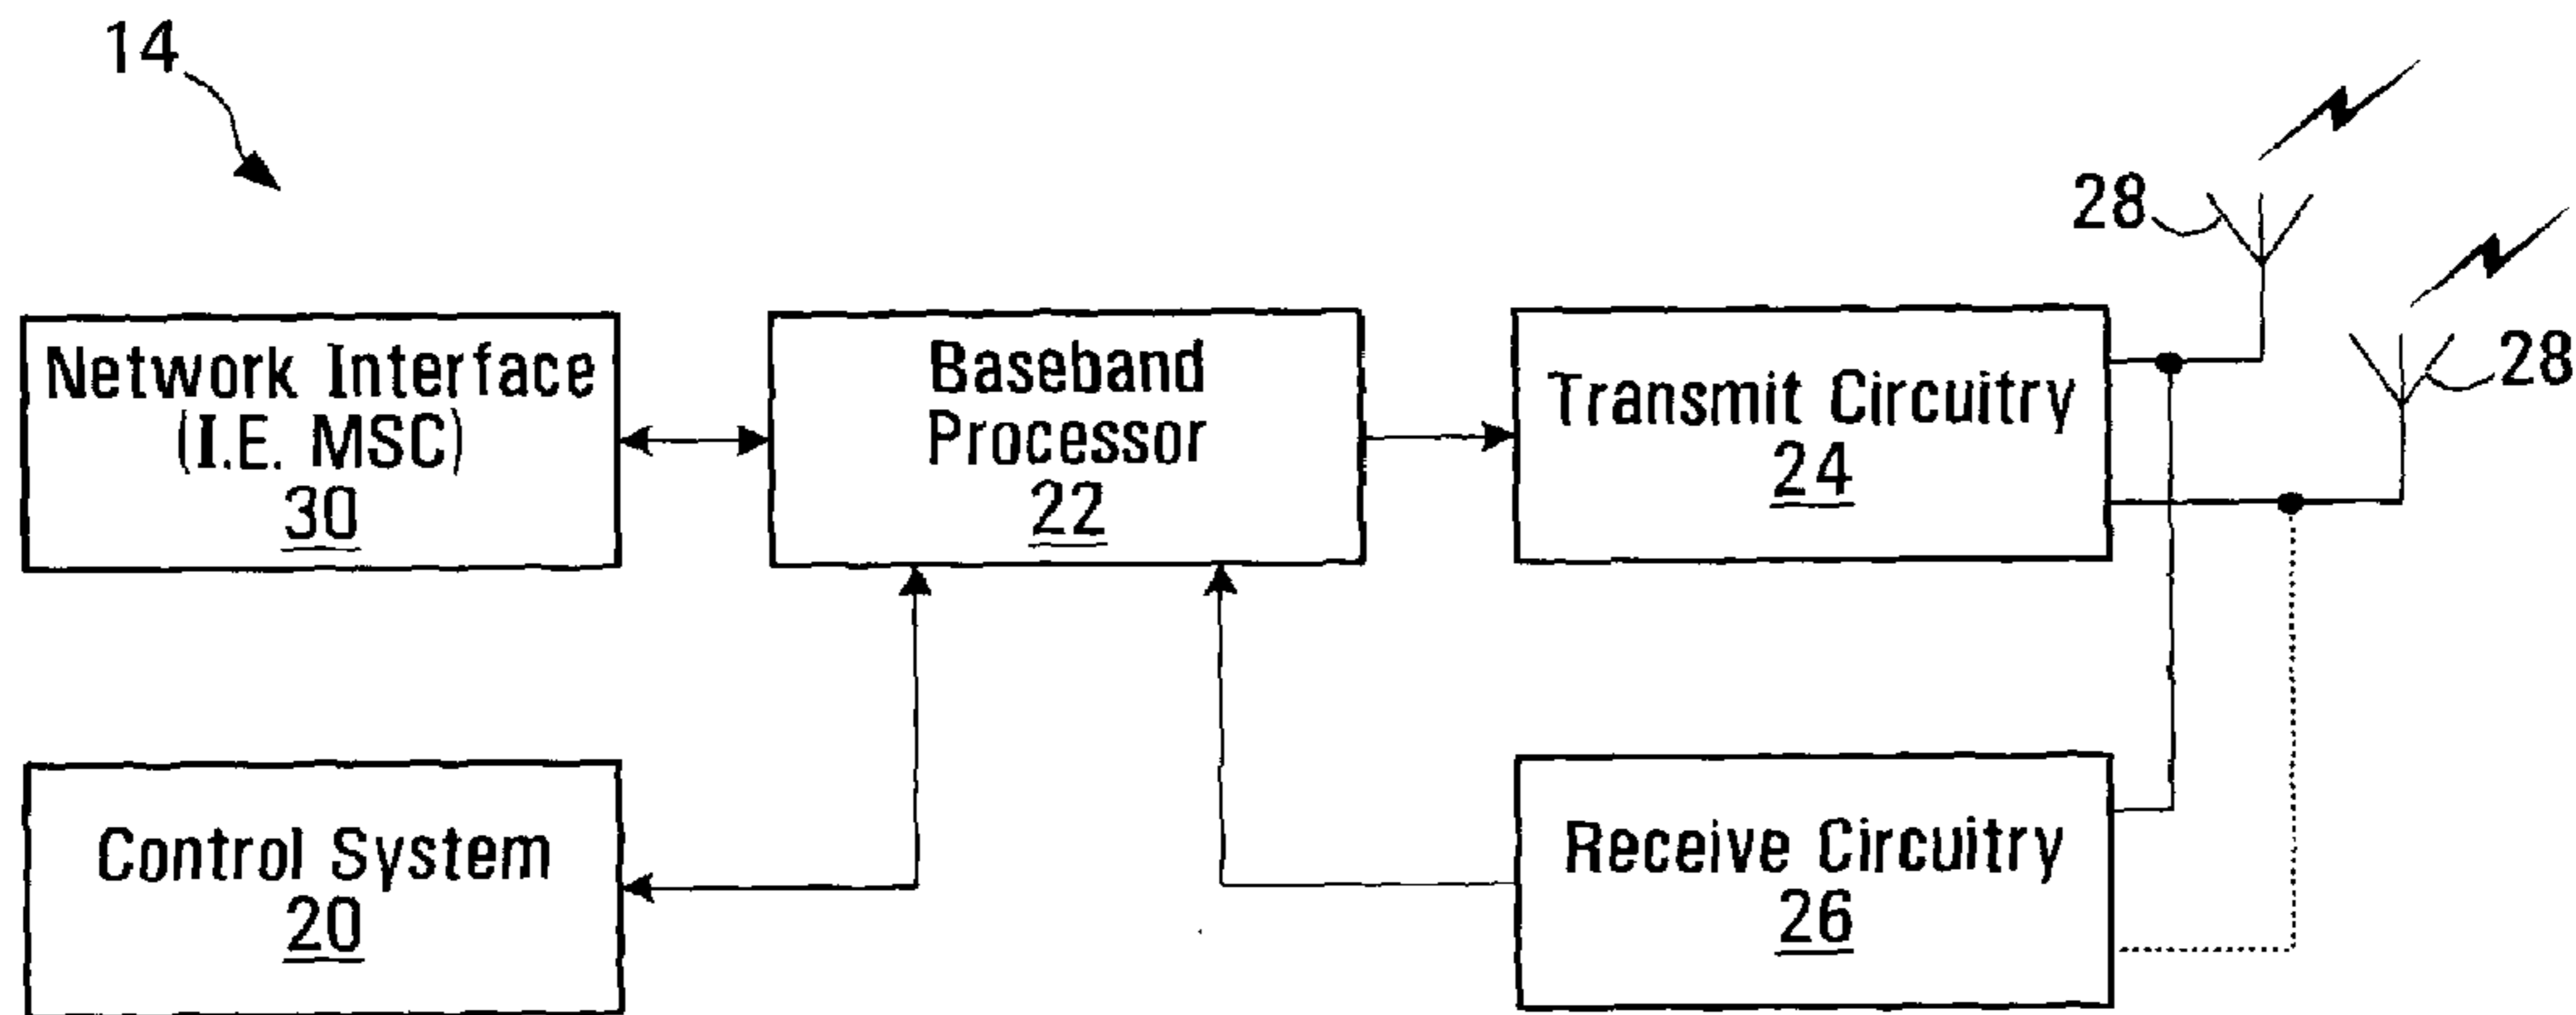 14
28
28
Network Interface
(I.E. MSC)
30
Baseband
Processor
22
Transmit Circuitry
24
Control System
20
Receive Circuitry
26